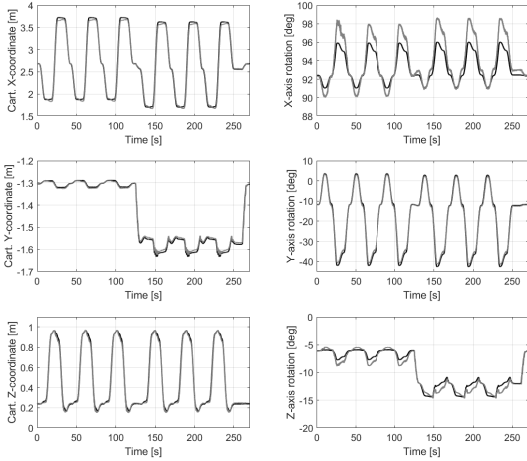 Cart. X-coordinate [m]
4
3.5
3
2.5
2
1.5
0 50 100 150 200 250
Time [s]
X-axis rotation [deg]
100
98
96
94
92
90
88
0 50 100 150 200 250
Time [s]
Cart. Y-coordinate [m]
-1.2
-1.3
-1.4
-1.5
-1.6
-1.7
0 50 100 150 200 250
Time [s]
Y-axis rotation [deg]
10
0
-10
-20
-30
-40
0 50 100 150 200 250
Time [s]
Cart. Z-coordinate [m]
1
0.8
0.6
0.4
0.2
0
0 50 100 150 200 250
Time [s]
Z-axis rotation [deg]
0
-5
-10
-15
-20
0 50 100 150 200 250
Time [s]